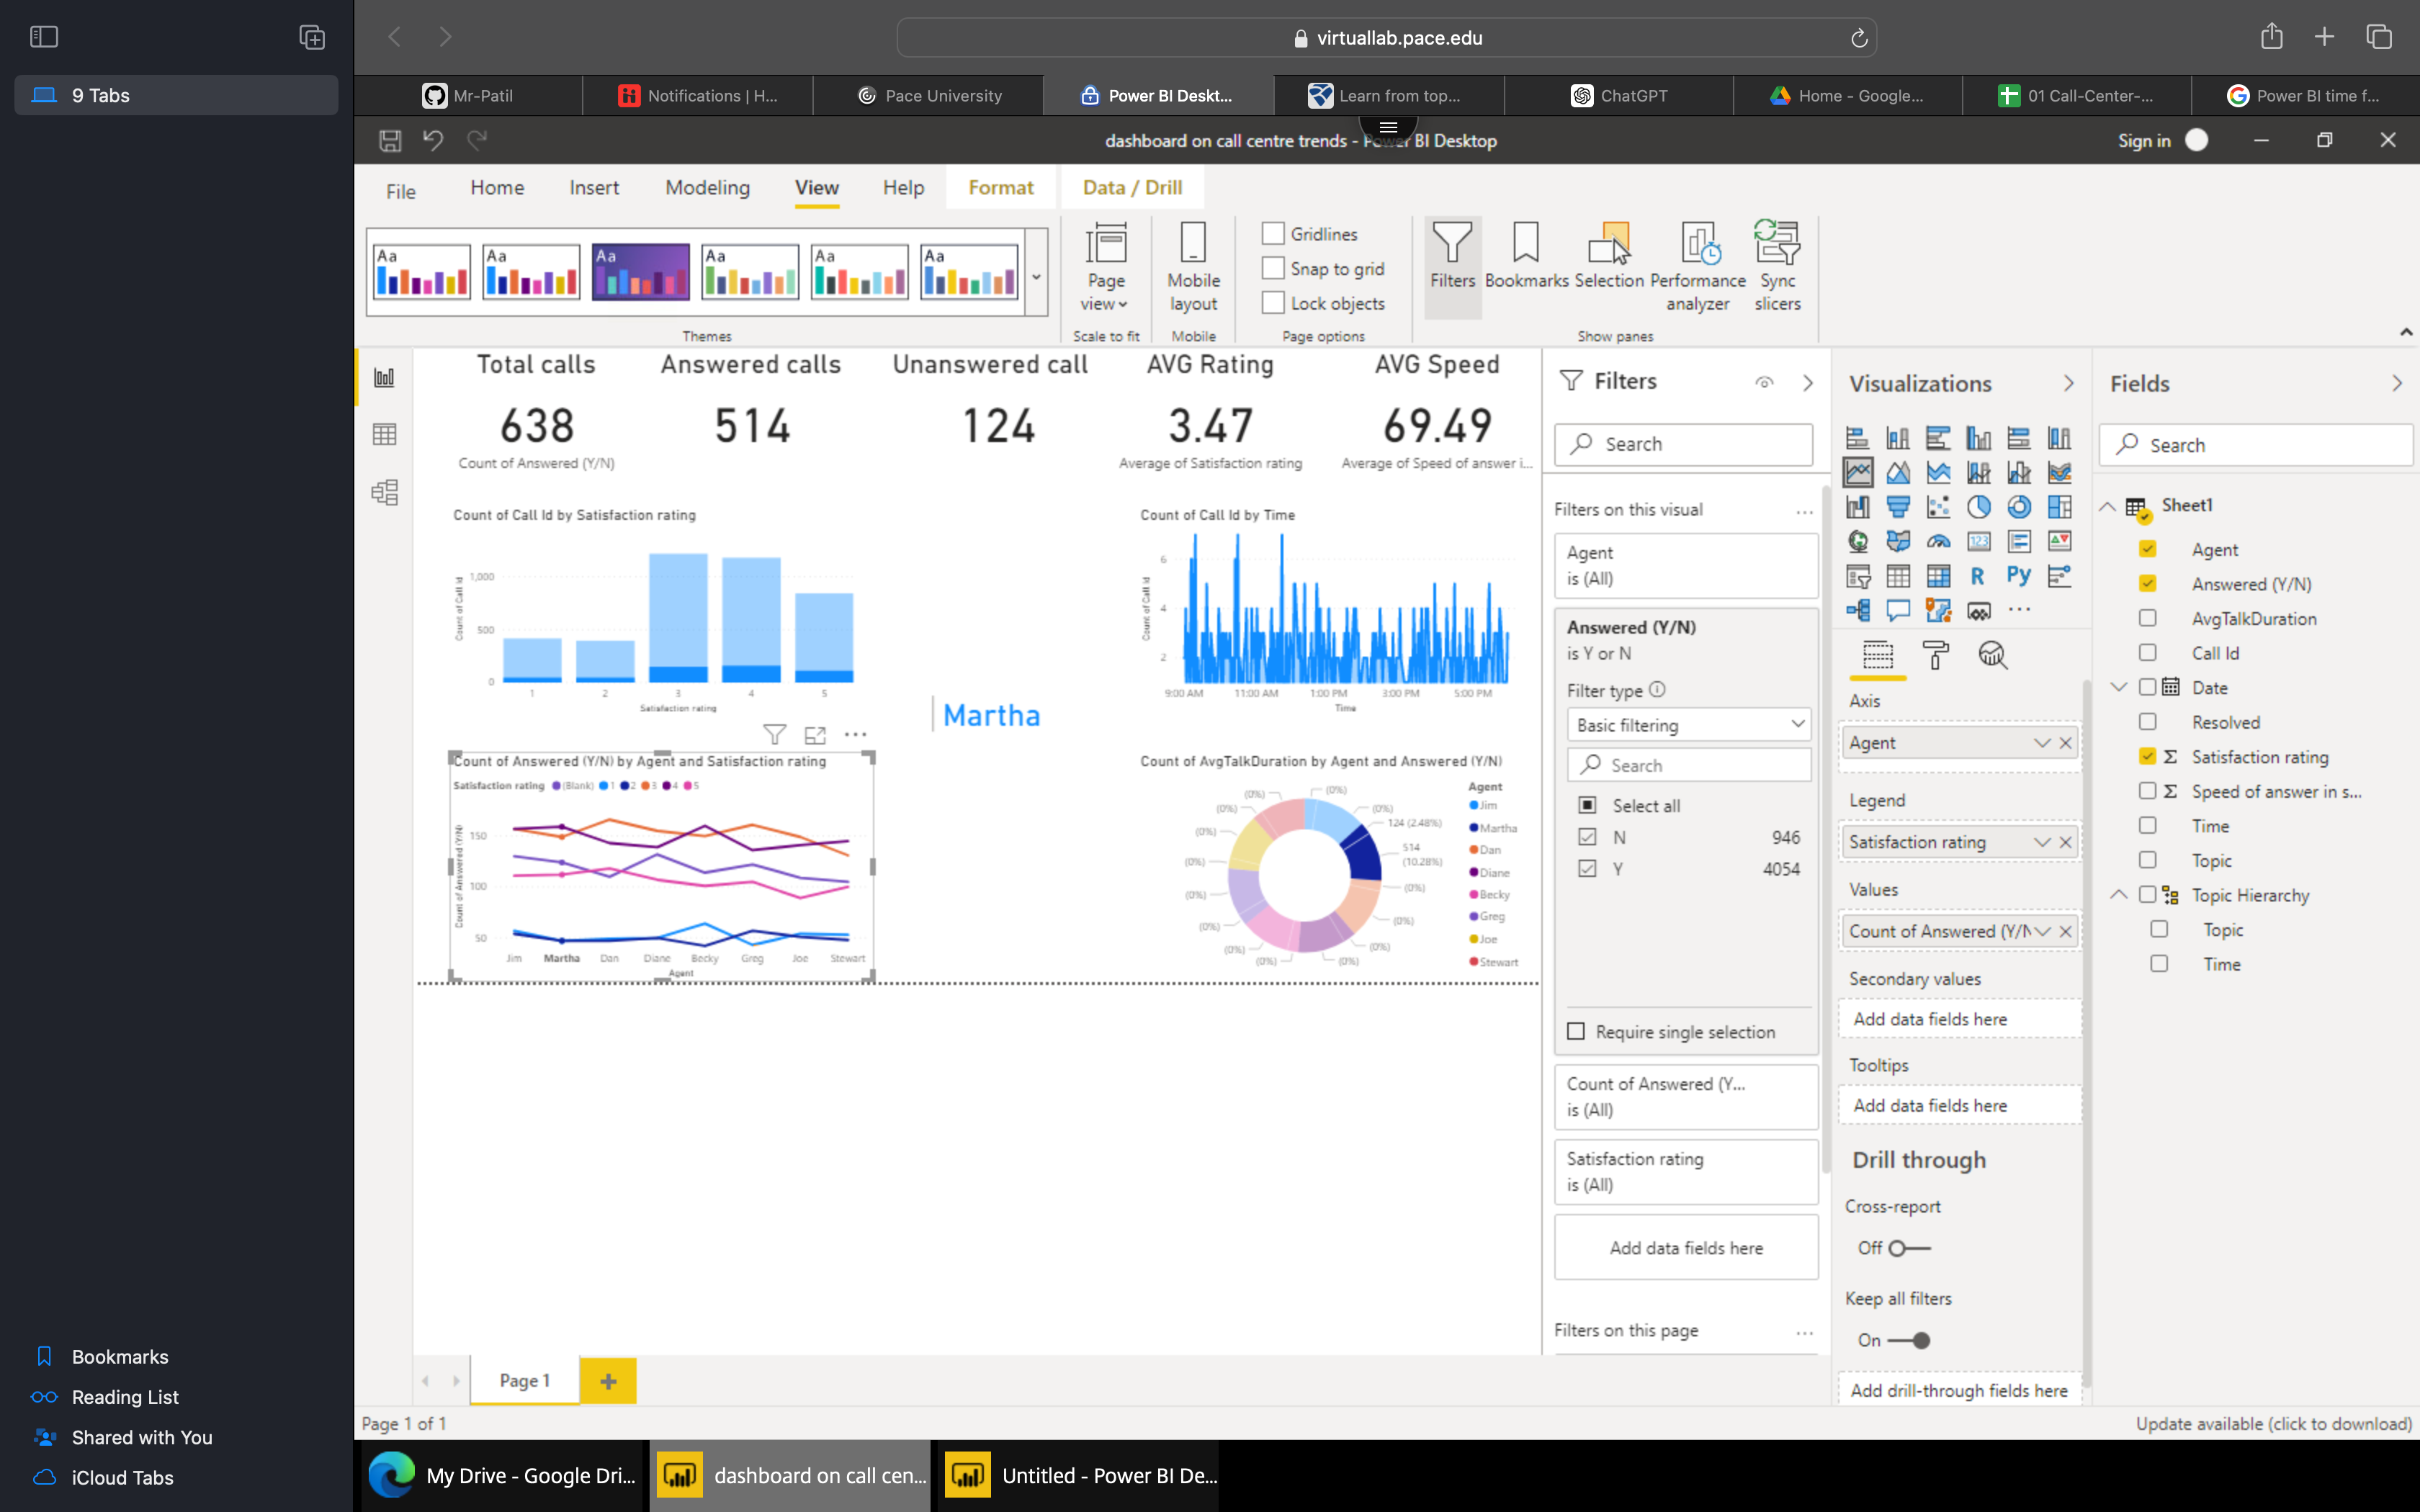 virtuallab.pace.edu
9 Tabs
Mr-Patil
Notifications | H...
Pace University
Power BI Deskt...
Learn from top...
ChatGPT
Home - Google...
01 Call-Center-...
Power BI time f...
dashboard on call centre trends - Power BI Desktop
Sign in
File
Home
Insert
Modeling
View
Help
Format
Data / Drill
Aa
Aa
Aa
Aa
Aa
Aa
Themes
Page view
Scale to fit
Mobile layout
Mobile
Gridlines
Snap to grid
Lock objects
Page options
Filters
Bookmarks
Selection
Performance analyzer
Sync slicers
Show panes
Total calls
638
Count of Answered (Y/N)
Answered calls
514
Unanswered call
124
AVG Rating
3.47
Average of Satisfaction rating
AVG Speed
69.49
Average of Speed of answer i...
Count of Call Id by Satisfaction rating
Count of Call Id
1,000
500
0
1 2 3 4 5
Satisfaction rating
Count of Call Id by Time
Count of Call Id
6
4
2
9:00 AM 11:00 AM 1:00 PM 3:00 PM 5:00 PM
Time
Martha
Count of Answered (Y/N) by Agent and Satisfaction rating
Satisfaction rating (Blank) 1 2 3 4 5
Count of Answered (Y/N)
150
100
50
Jim Martha Dan Diane Becky Greg Joe Stewart
Agent
Count of AvgTalkDuration by Agent and Answered (Y/N)
(0%)
(0%)
(0%)
124 (2.48%)
514
(10.28%)
(0%)
(0%)
(0%)
(0%)
(0%)
(0%)
(0%)
(0%)
(0%)
(0%)
(0%)
Agent
Jim
Martha
Dan
Diane
Becky
Greg
Joe
Stewart
Filters
Search
Filters on this visual
...
Agent
is (All)
Answered (Y/N)
is Y or N
Filter type
Basic filtering
Search
Select all
N 946
Y 4054
Require single selection
Count of Answered (Y...
is (All)
Satisfaction rating
is (All)
Add data fields here
Filters on this page
...
Visualizations
123
R
Py
...
Axis
Agent
Legend
Satisfaction rating
Values
Count of Answered (Y/N
Secondary values
Add data fields here
Tooltips
Add data fields here
Drill through
Cross-report
Off
Keep all filters
On
Add drill-through fields here
Fields
Search
Sheet1
Agent
Answered (Y/N)
AvgTalkDuration
Call Id
Date
Resolved
Σ Satisfaction rating
Σ Speed of answer in s...
Time
Topic
Topic Hierarchy
Topic
Time
Page 1
Page 1 of 1
Update available (click to download)
Bookmarks
Reading List
Shared with You
iCloud Tabs
My Drive - Google Dri...
dashboard on call cen...
Untitled - Power BI De...